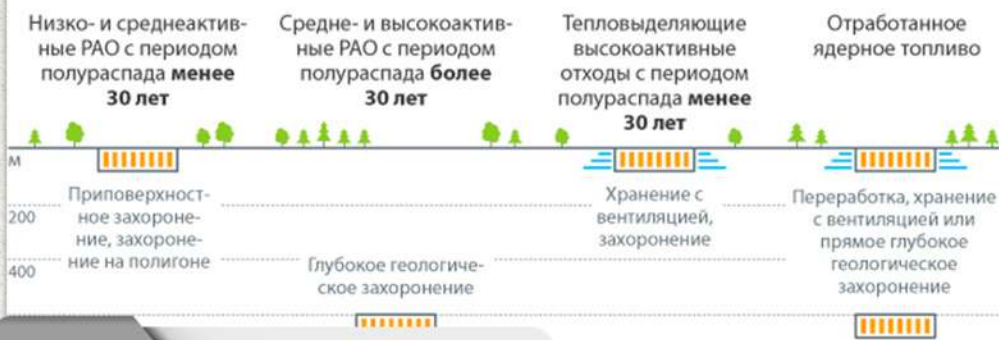 Низко- и среднеактив-
ные РАО с периодом
полураспада менее
30 лет
Средне- и высокоактив-
ные РАО с периодом
полураспада более
30 лет
Тепловыделяющие
высокоактивные
отходы с периодом
полураспада менее
30 лет
Отработанное
ядерное топливо
М
200
400
Приповерхност-
ное захороне-
ние, захороне-
ние на полигоне
Глубокое геологиче-
ское захоронение
Хранение с
вентиляцией,
захоронение
Переработка, хранение
с вентиляцией или
прямое глубокое
геологическое
захоронение